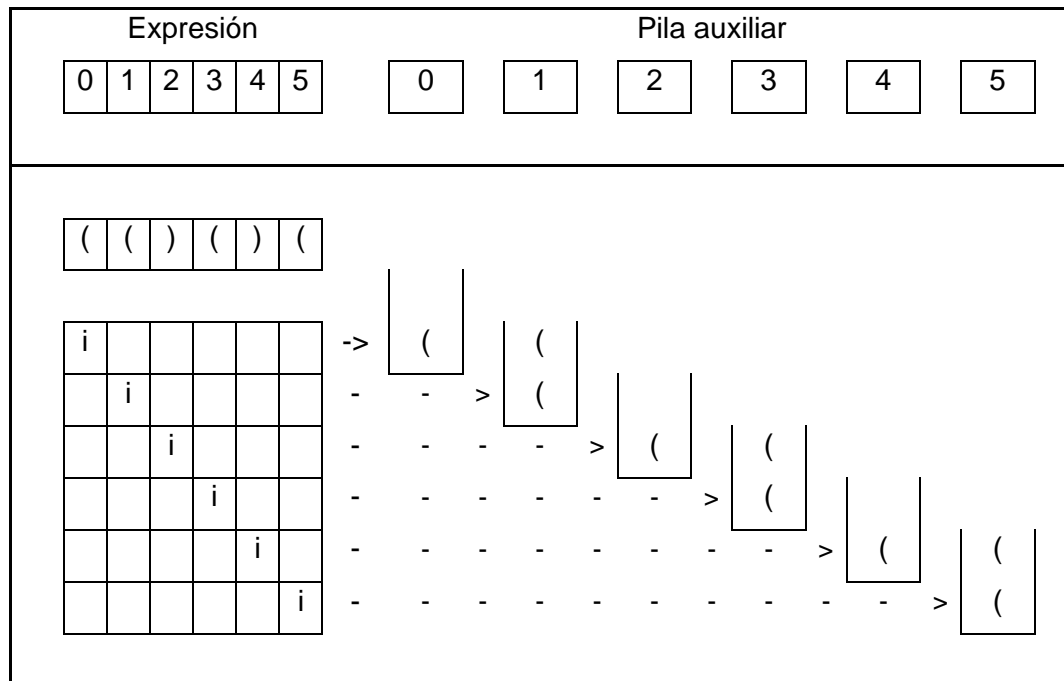 Expresión Pila auxiliar
0 1 2 3 4 5 0 1 2 3 4 5
( ( ) ( ) (
i -> ( (
i - - > (
i - - - - > ( (
i - - - - - - > (
i - - - - - - - - > ( (
i - - - - - - - - - - > (